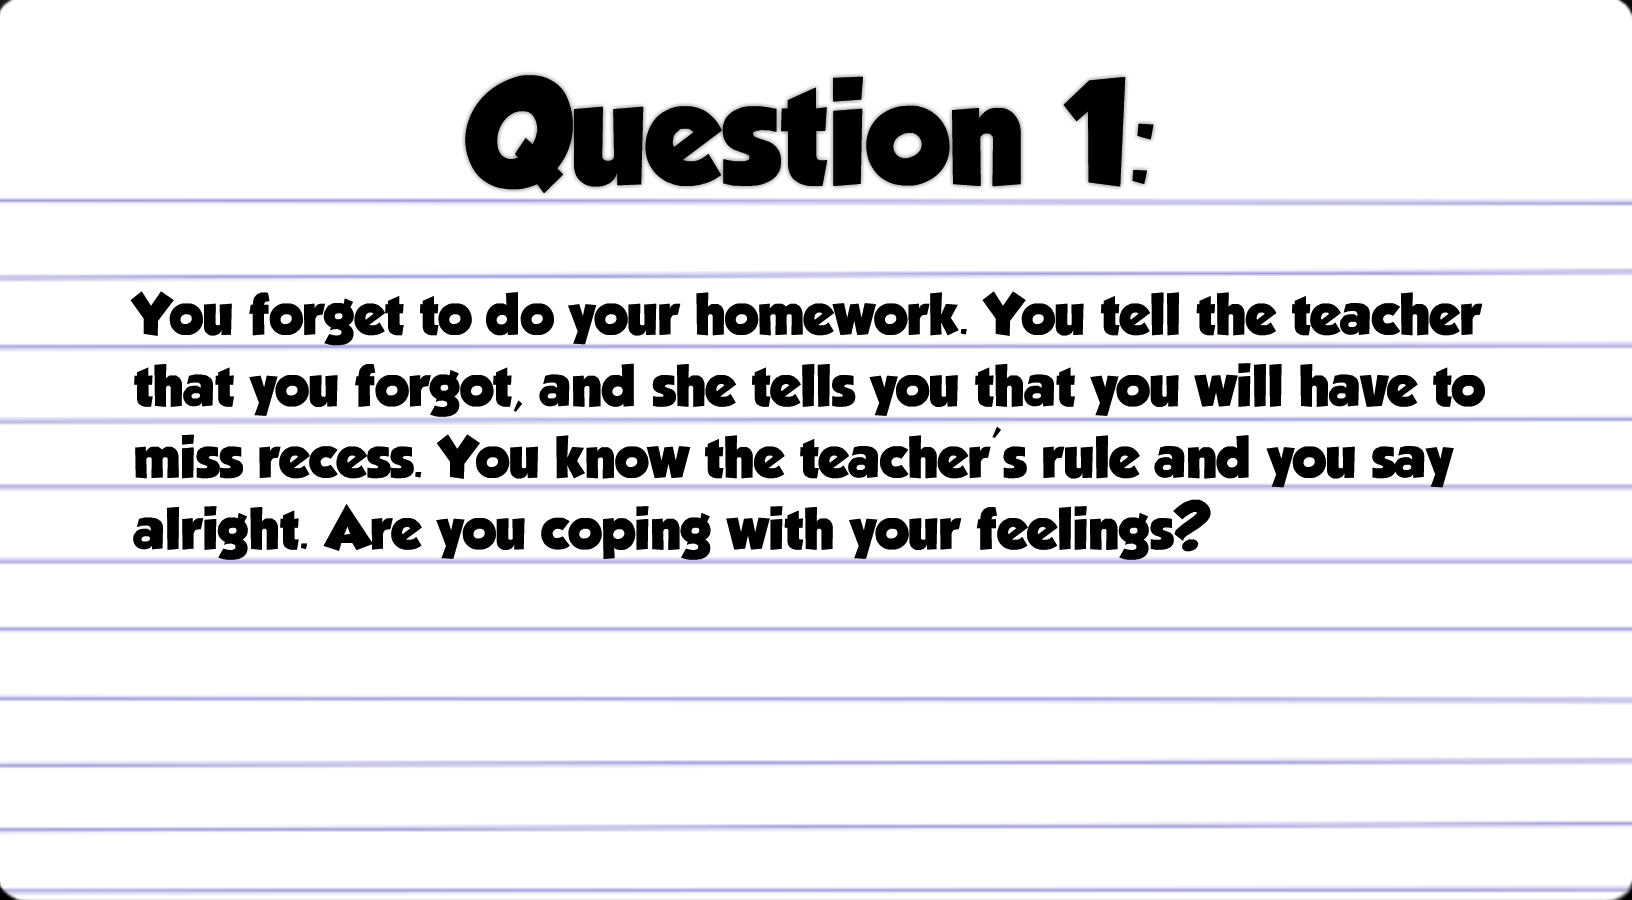 Question 1:
You forget to do your homework. You tell the teacher
that you forgot, and she tells you that you will have to
miss recess. You know the teacher's rule and you say
alright. Are you coping with your feelings?